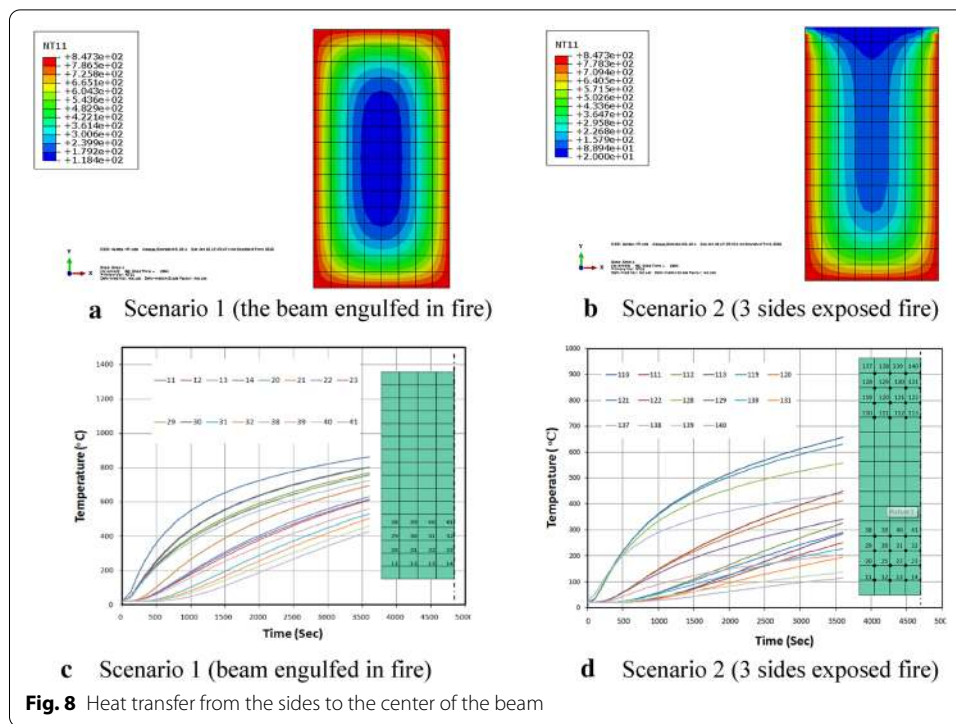 NT11
+8.473e+02
+7.865e+02
+7.258e+02
+6.651e+02
+6.043e+02
+5.436e+02
+4.829e+02
+4.221e+02
+3.614e+02
+3.006e+02
+2.399e+02
+1.792e+02
+1.184e+02
Y
X
a Scenario 1 (the beam engulfed in fire)
NT11
+8.473e+02
+7.783e+02
+7.094e+02
+6.405e+02
+5.715e+02
+5.026e+02
+4.336e+02
+3.647e+02
+2.958e+02
+2.268e+02
+1.579e+02
+8.894e+01
+2.000e+01
Y
X
b Scenario 2 (3 sides exposed fire)
1400
1200
1000
800
600
400
200
0
Temperature (°C)
11 12 13 14 20 21 22 23
29 30 31 32 38 39 40 41
38 39 40 41
29 30 31 32
20 21 22 23
11 12 13 14
0 500 1000 1500 2000 2500 3000 3500 4000 4500 5000
Time (Sec)
c Scenario 1 (beam engulfed in fire)
1000
900
800
700
600
500
400
300
200
100
0
Temperature (°C)
110 111 112 113 119 120
121 122 128 129 139 131
137 138 139 140
137 138 139 140
128 129 130 131
119 120 121 122
110 111 112 113
38 39 40 41
29 30 31 32
20 21 22 23
11 12 13 14
0 500 1000 1500 2000 2500 3000 3500 4000 4500 500
Time (Sec)
d Scenario 2 (3 sides exposed fire)
Fig. 8 Heat transfer from the sides to the center of the beam